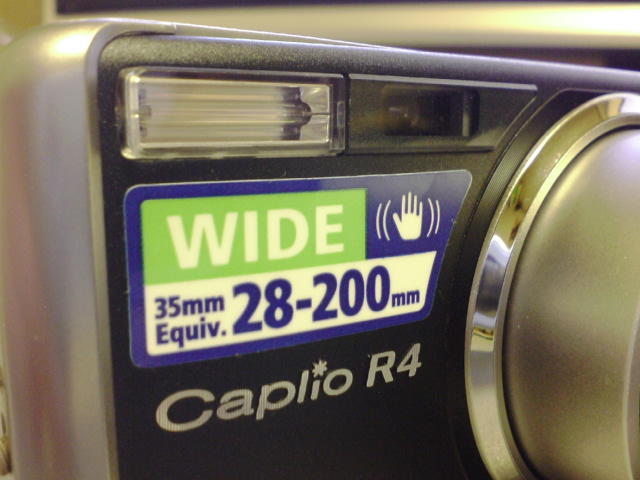 WIDE
35mm
Equiv. 28-200mm
Caplio R4